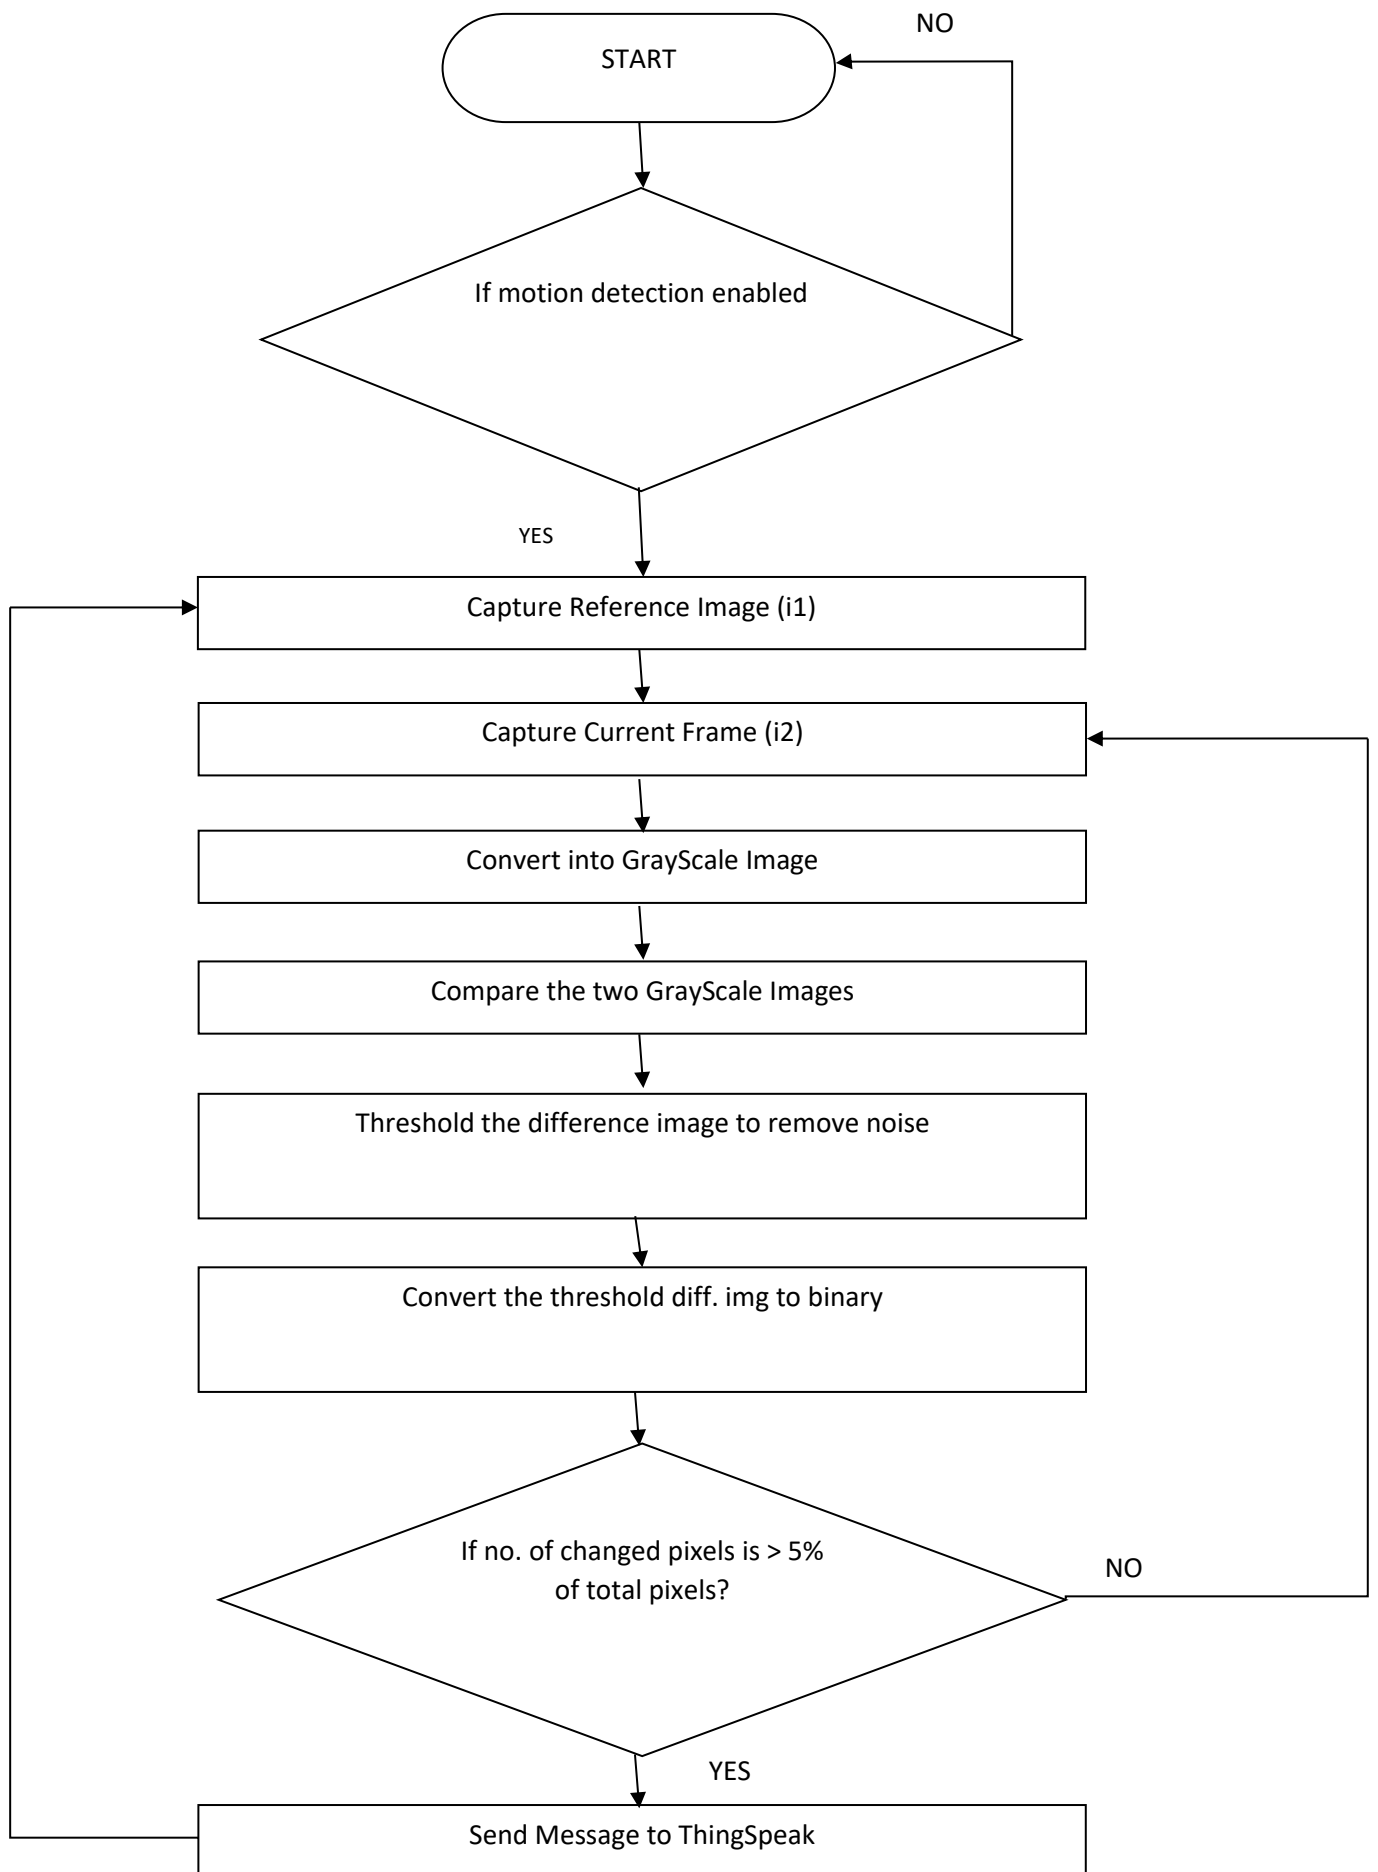 NO
START
If motion detection enabled
YES
Capture Reference Image (i1)
Capture Current Frame (i2)
Convert into GrayScale Image
Compare the two GrayScale Images
Threshold the difference image to remove noise
Convert the threshold diff. img to binary
If no. of changed pixels is > 5%
of total pixels?
NO
YES
Send Message to ThingSpeak